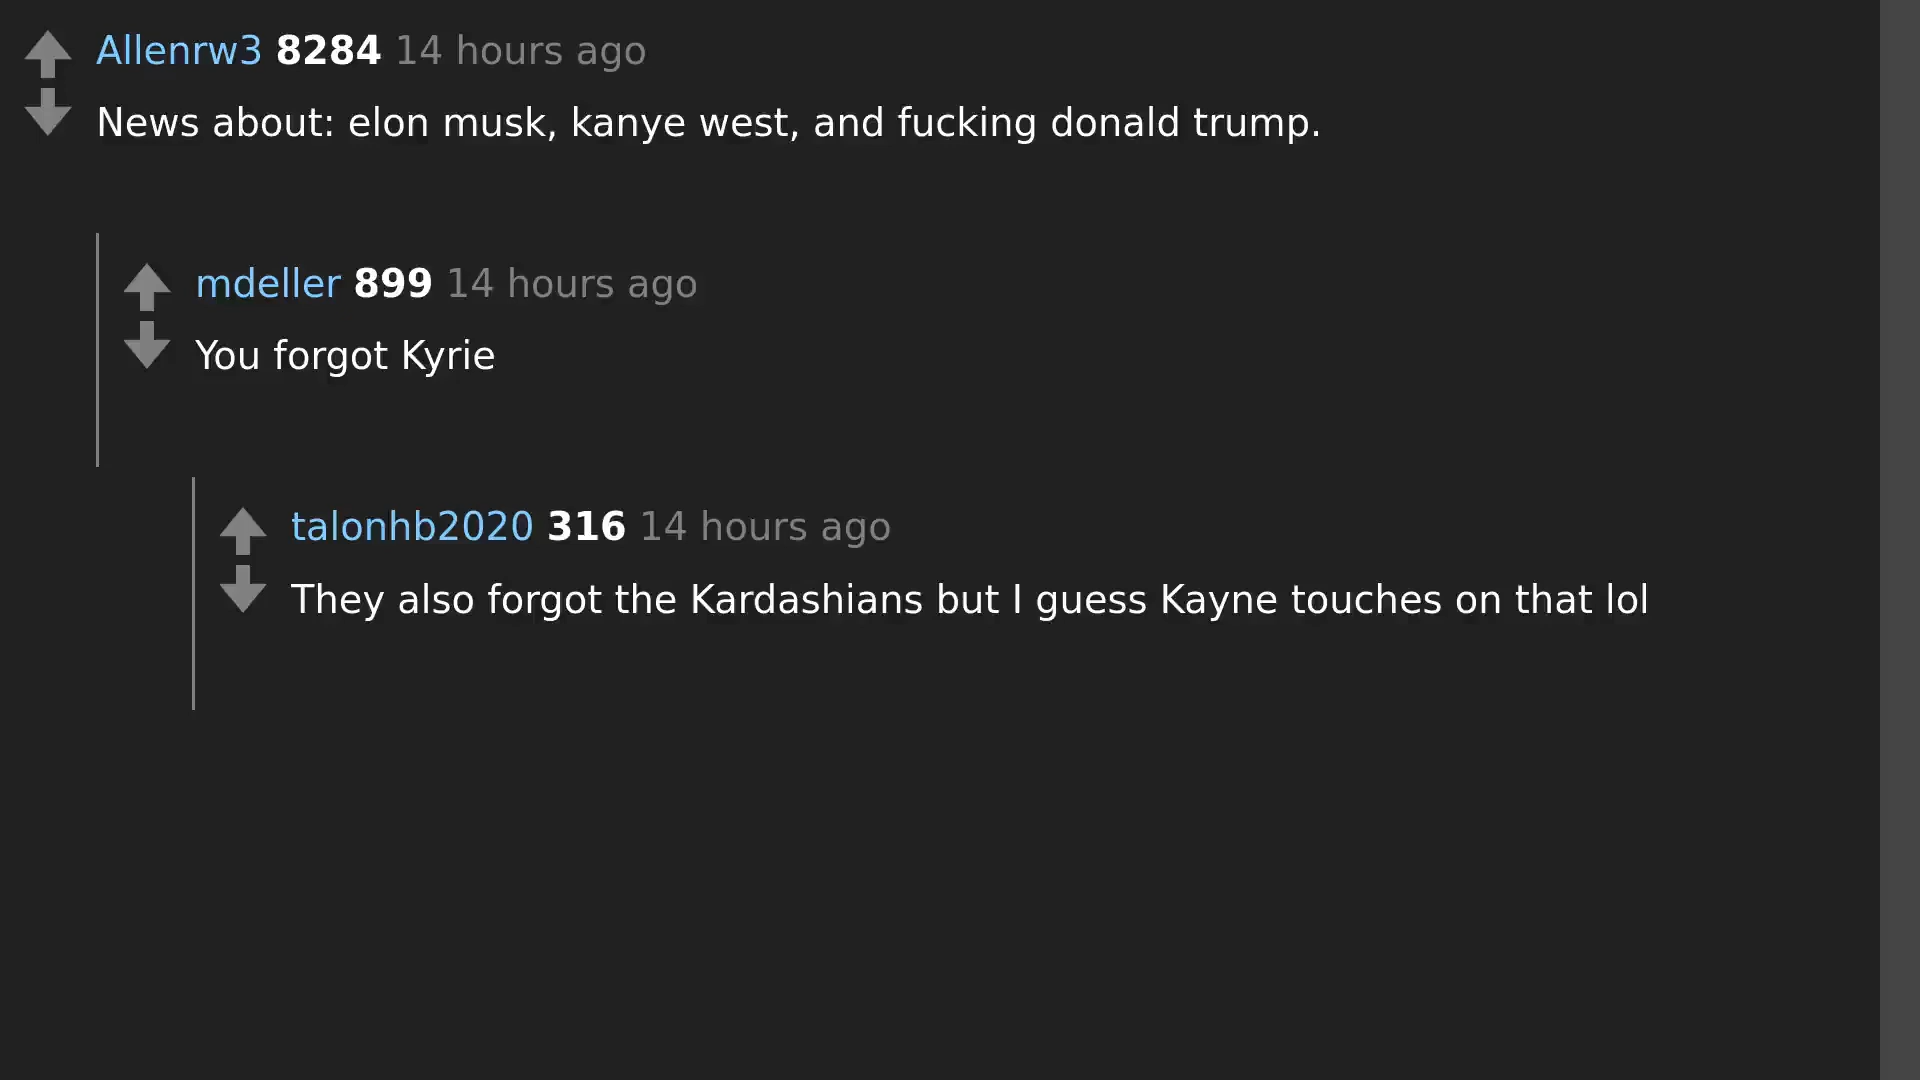 Allenrw3 8284 14 hours ago
News about: elon musk, kanye west, and fucking donald trump.
mdeller 899 14 hours ago
You forgot Kyrie
talonhb2020 316 14 hours ago
They also forgot the Kardashians but I guess Kayne touches on that lol